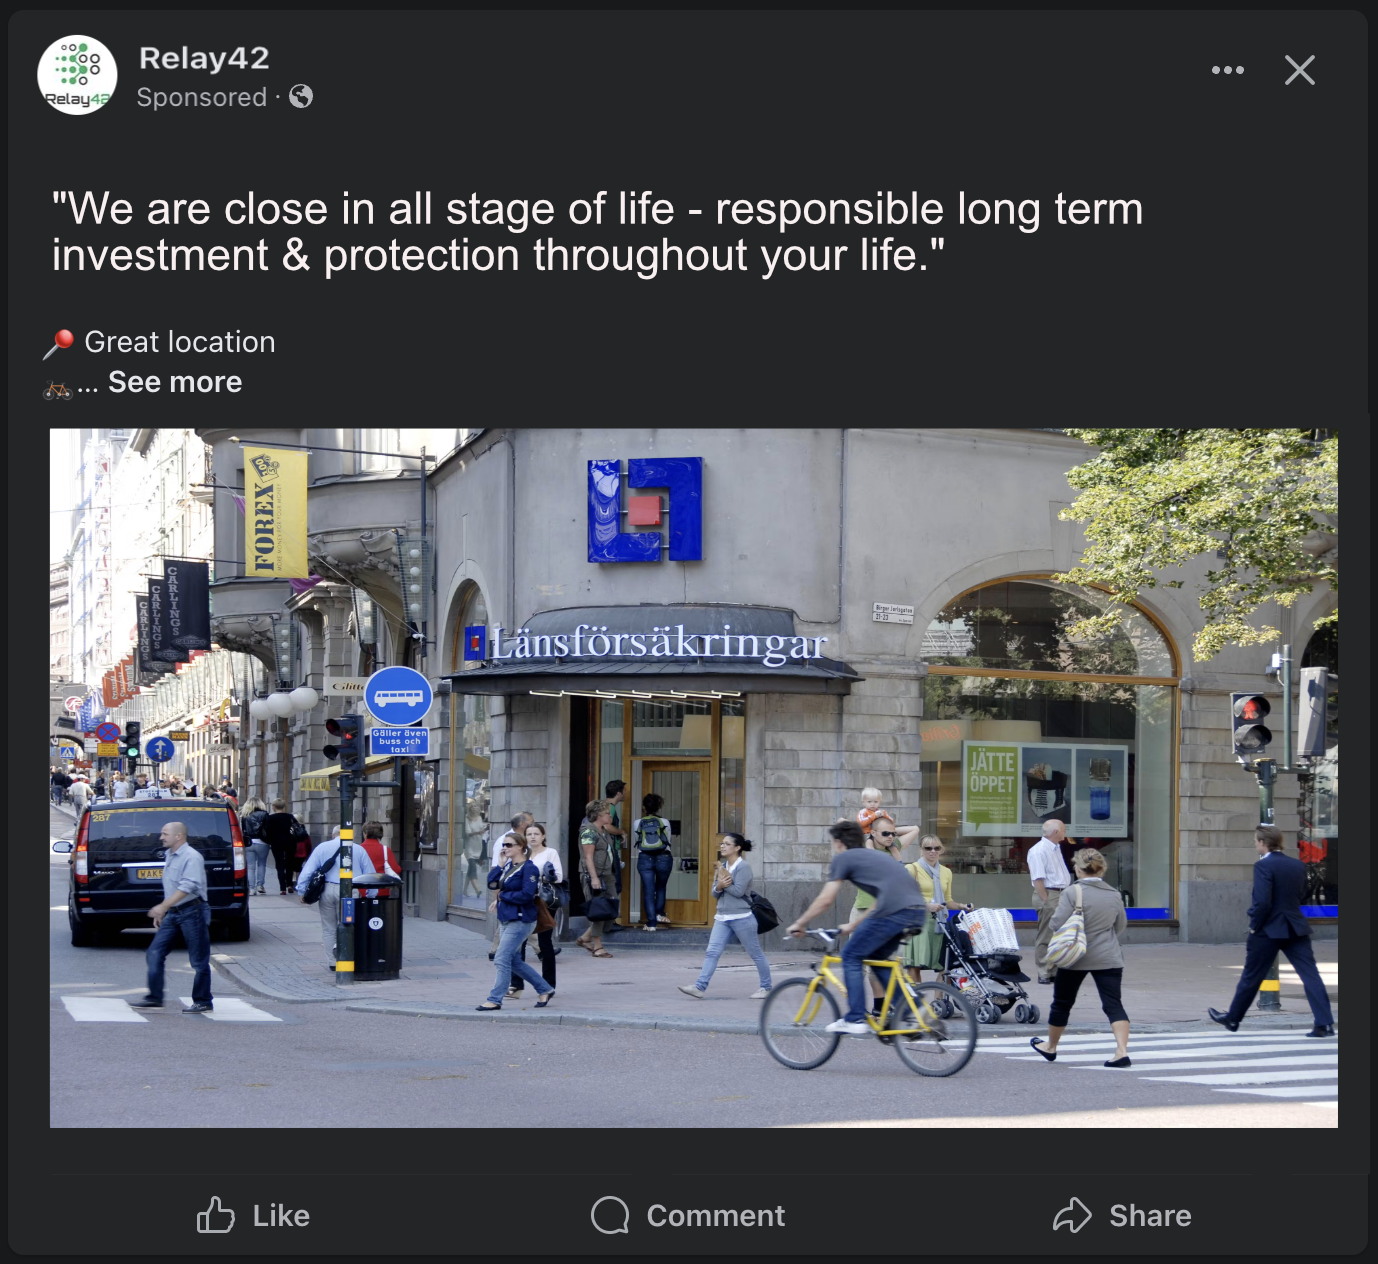 Relay42
Relay42
Sponsored ·
"We are close in all stage of life - responsible long term
investment & protection throughout your life."
Great location
... See more
FOREX
CARLINGS
CARLINGS
CARLINGS
Länsförsäkringar
Birger Jarlsgatan
21-23
Gäller även
buss och
taxi
JÄTTE
ÖPPET
287
Like
Comment
Share